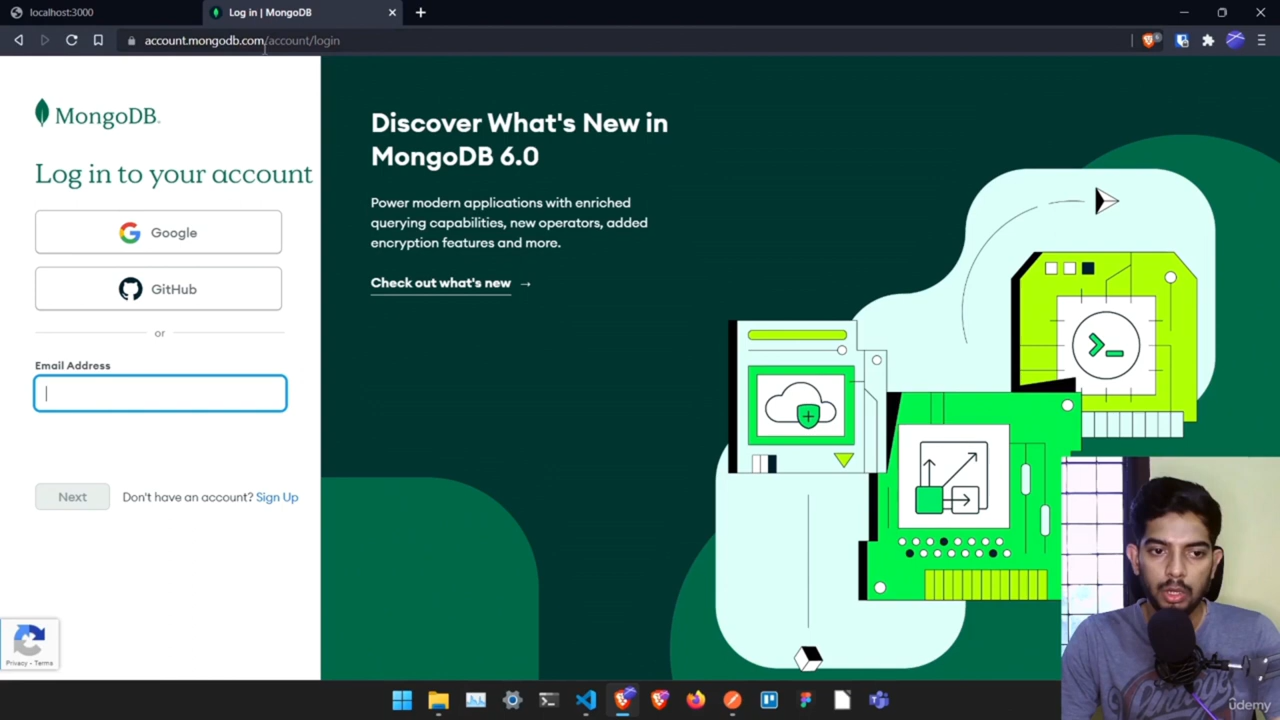 localhost:3000
Log in | MongoDB
account.mongodb.com/account/login
MongoDB.
Log in to your account
Google
GitHub
or
Email Address
Next
Don't have an account? Sign Up
Privacy - Terms
Discover What's New in
MongoDB 6.0
Power modern applications with enriched
querying capabilities, new operators, added
encryption features and more.
Check out what's new →
udemy